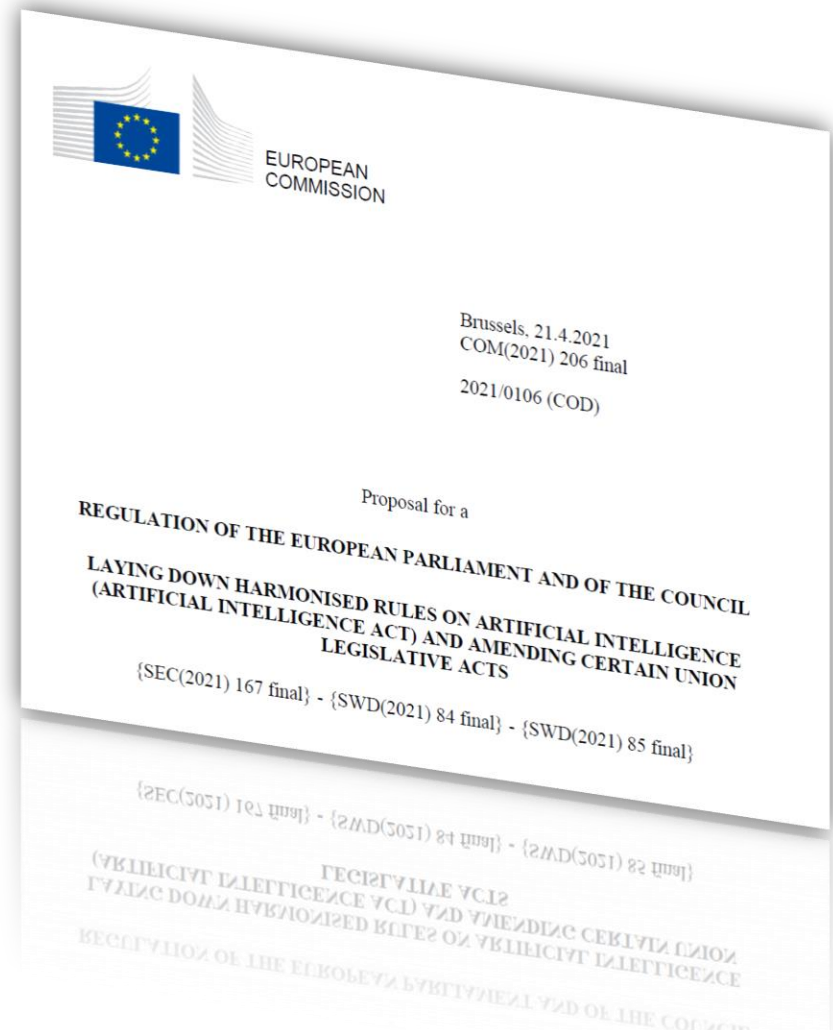 EUROPEAN
COMMISSION
Brussels, 21.4.2021
COM(2021) 206 final
2021/0106 (COD)
Proposal for a
REGULATION OF THE EUROPEAN PARLIAMENT AND OF THE COUNCIL
LAYING DOWN HARMONISED RULES ON ARTIFICIAL INTELLIGENCE
(ARTIFICIAL INTELLIGENCE ACT) AND AMENDING CERTAIN UNION
LEGISLATIVE ACTS
{SEC(2021) 167 final} - {SWD(2021) 84 final} - {SWD(2021) 85 final}